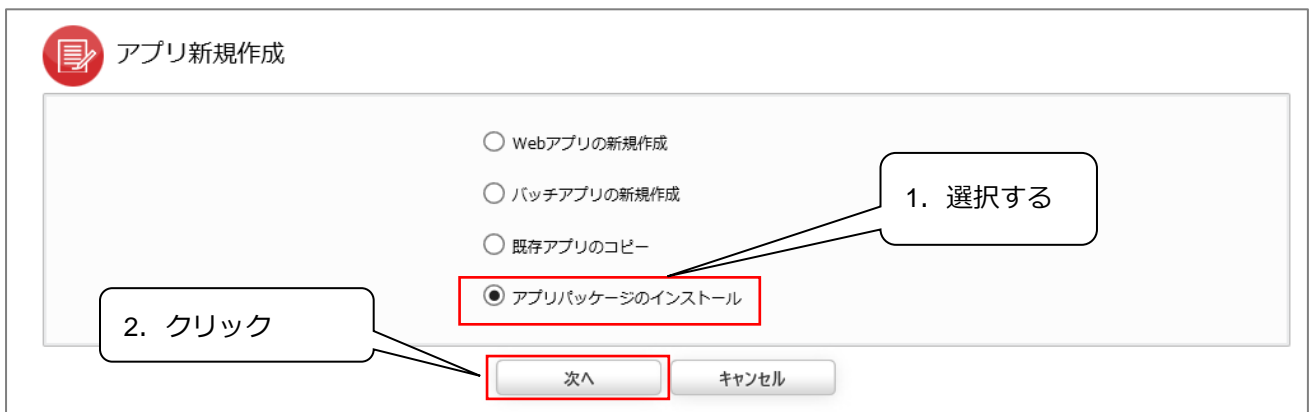 アプリ新規作成
Webアプリの新規作成
バッチアプリの新規作成
1. 選択する
既存アプリのコピー
アプリパッケージのインストール
2. クリック
次へ
キャンセル